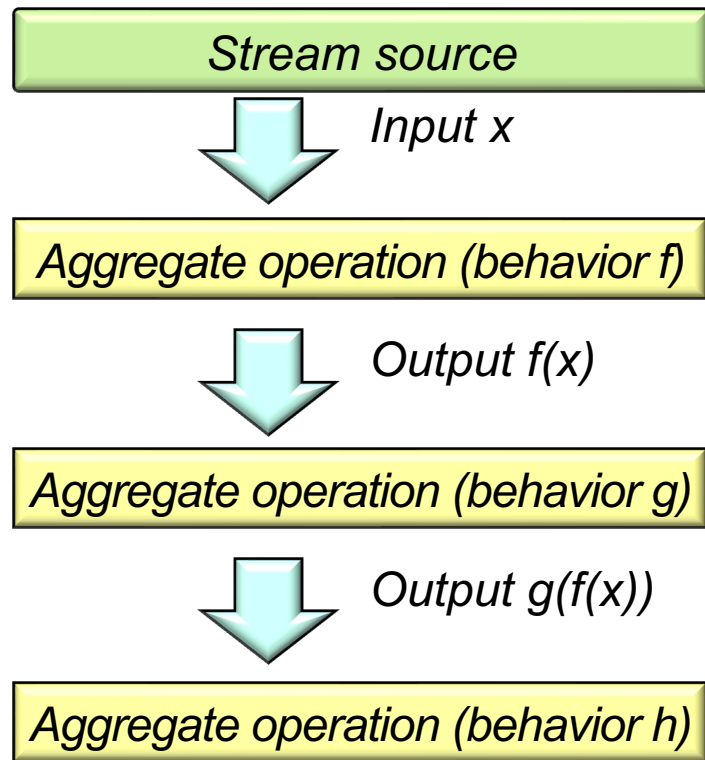 Stream source
Input x
Aggregate operation (behavior f)
Output f(x)
Aggregate operation (behavior g)
Output g(f(x))
Aggregate operation (behavior h)